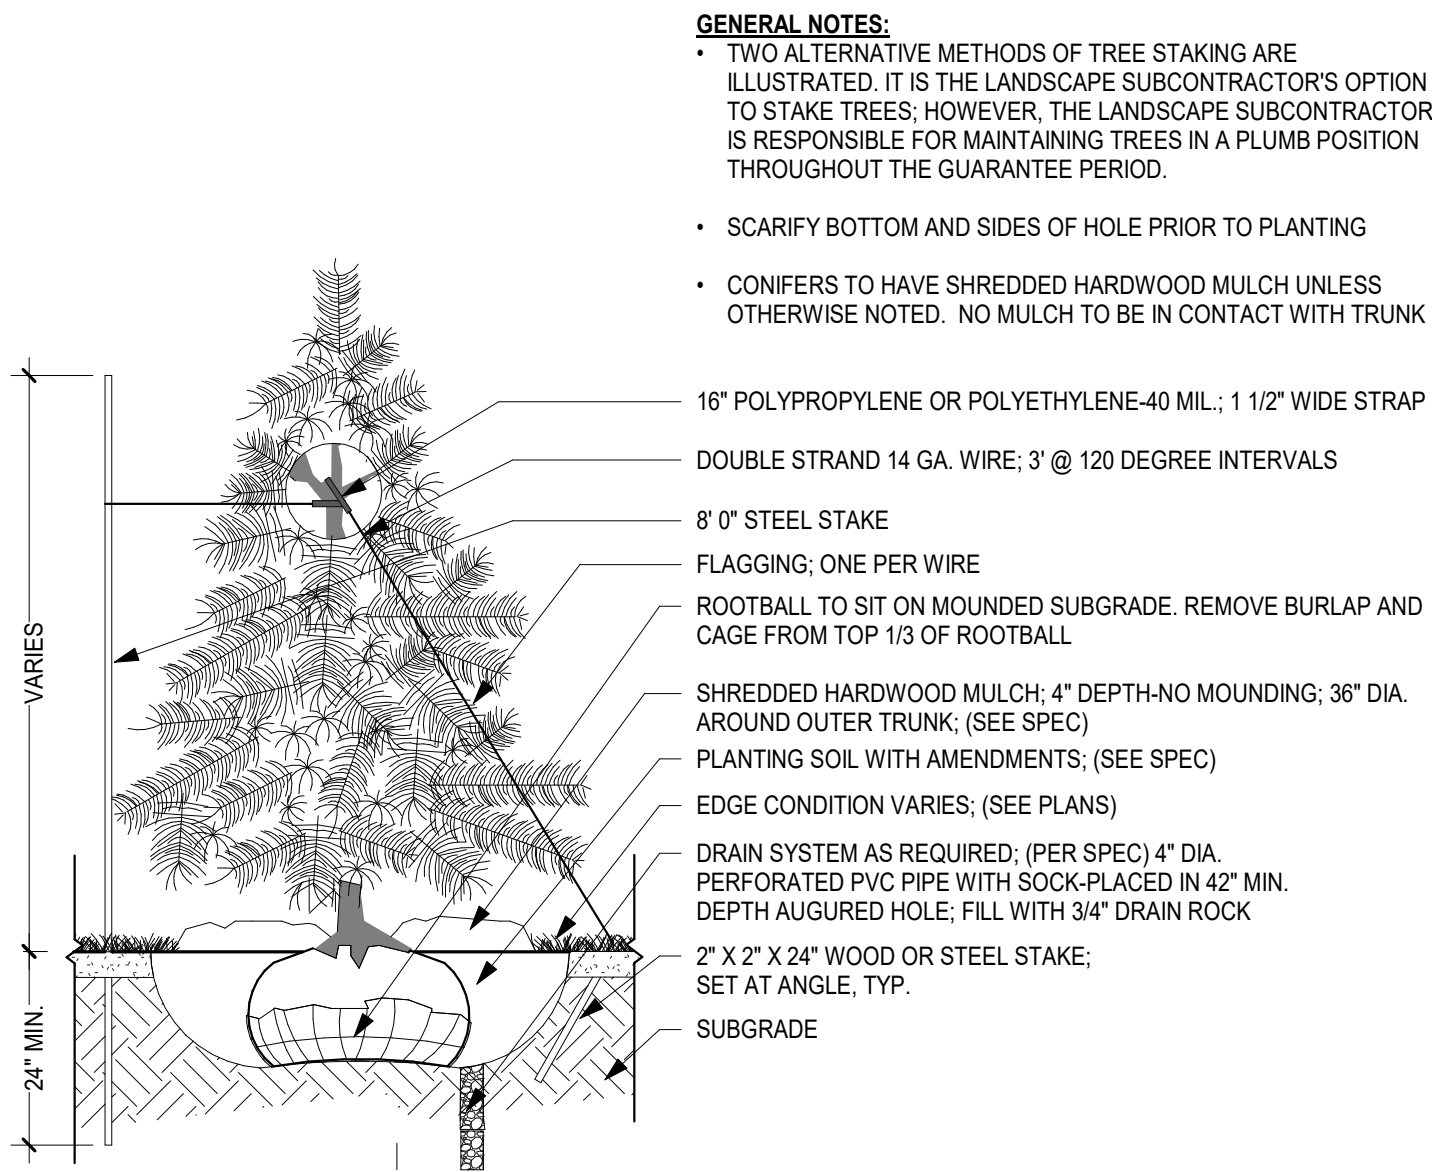 GENERAL NOTES:
• TWO ALTERNATIVE METHODS OF TREE STAKING ARE
ILLUSTRATED. IT IS THE LANDSCAPE SUBCONTRACTOR'S OPTION
TO STAKE TREES; HOWEVER, THE LANDSCAPE SUBCONTRACTOR
IS RESPONSIBLE FOR MAINTAINING TREES IN A PLUMB POSITION
THROUGHOUT THE GUARANTEE PERIOD.
• SCARIFY BOTTOM AND SIDES OF HOLE PRIOR TO PLANTING
• CONIFERS TO HAVE SHREDDED HARDWOOD MULCH UNLESS
OTHERWISE NOTED.  NO MULCH TO BE IN CONTACT WITH TRUNK
16" POLYPROPYLENE OR POLYETHYLENE-40 MIL.; 1 1/2" WIDE STRAP
DOUBLE STRAND 14 GA. WIRE; 3' @ 120 DEGREE INTERVALS
8' 0" STEEL STAKE
FLAGGING; ONE PER WIRE
ROOTBALL TO SIT ON MOUNDED SUBGRADE. REMOVE BURLAP AND
CAGE FROM TOP 1/3 OF ROOTBALL
SHREDDED HARDWOOD MULCH; 4" DEPTH-NO MOUNDING; 36" DIA.
AROUND OUTER TRUNK; (SEE SPEC)
PLANTING SOIL WITH AMENDMENTS; (SEE SPEC)
EDGE CONDITION VARIES; (SEE PLANS)
DRAIN SYSTEM AS REQUIRED; (PER SPEC) 4" DIA.
PERFORATED PVC PIPE WITH SOCK-PLACED IN 42" MIN.
DEPTH AUGURED HOLE; FILL WITH 3/4" DRAIN ROCK
2" X 2" X 24" WOOD OR STEEL STAKE;
SET AT ANGLE, TYP.
SUBGRADE
VARIES
24" MIN.